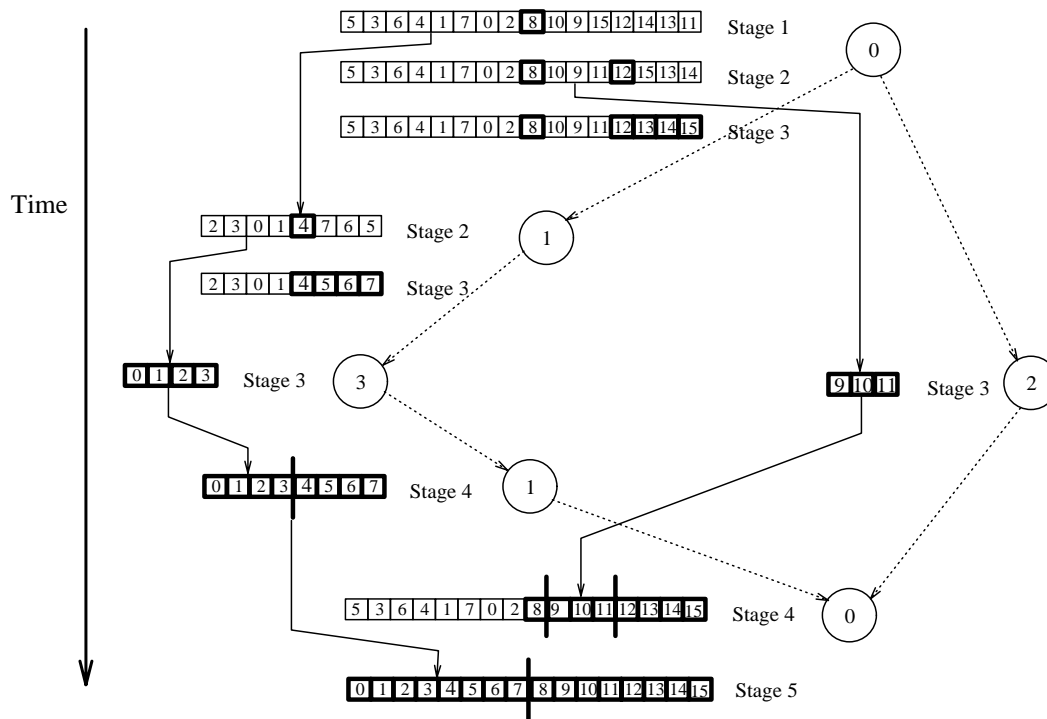 5 3 6 4 1 7 0 2 8 10 9 15 12 14 13 11 Stage 1
0
5 3 6 4 1 7 0 2 8 10 9 11 12 15 13 14 Stage 2
5 3 6 4 1 7 0 2 8 10 9 11 12 13 14 15 Stage 3
Time
2 3 0 1 4 7 6 5 Stage 2
1
2 3 0 1 4 5 6 7 Stage 3
0 1 2 3 Stage 3
3
9 10 11 Stage 3
2
0 1 2 3 4 5 6 7 Stage 4
1
5 3 6 4 1 7 0 2 8 9 10 11 12 13 14 15 Stage 4
0
0 1 2 3 4 5 6 7 8 9 10 11 12 13 14 15 Stage 5